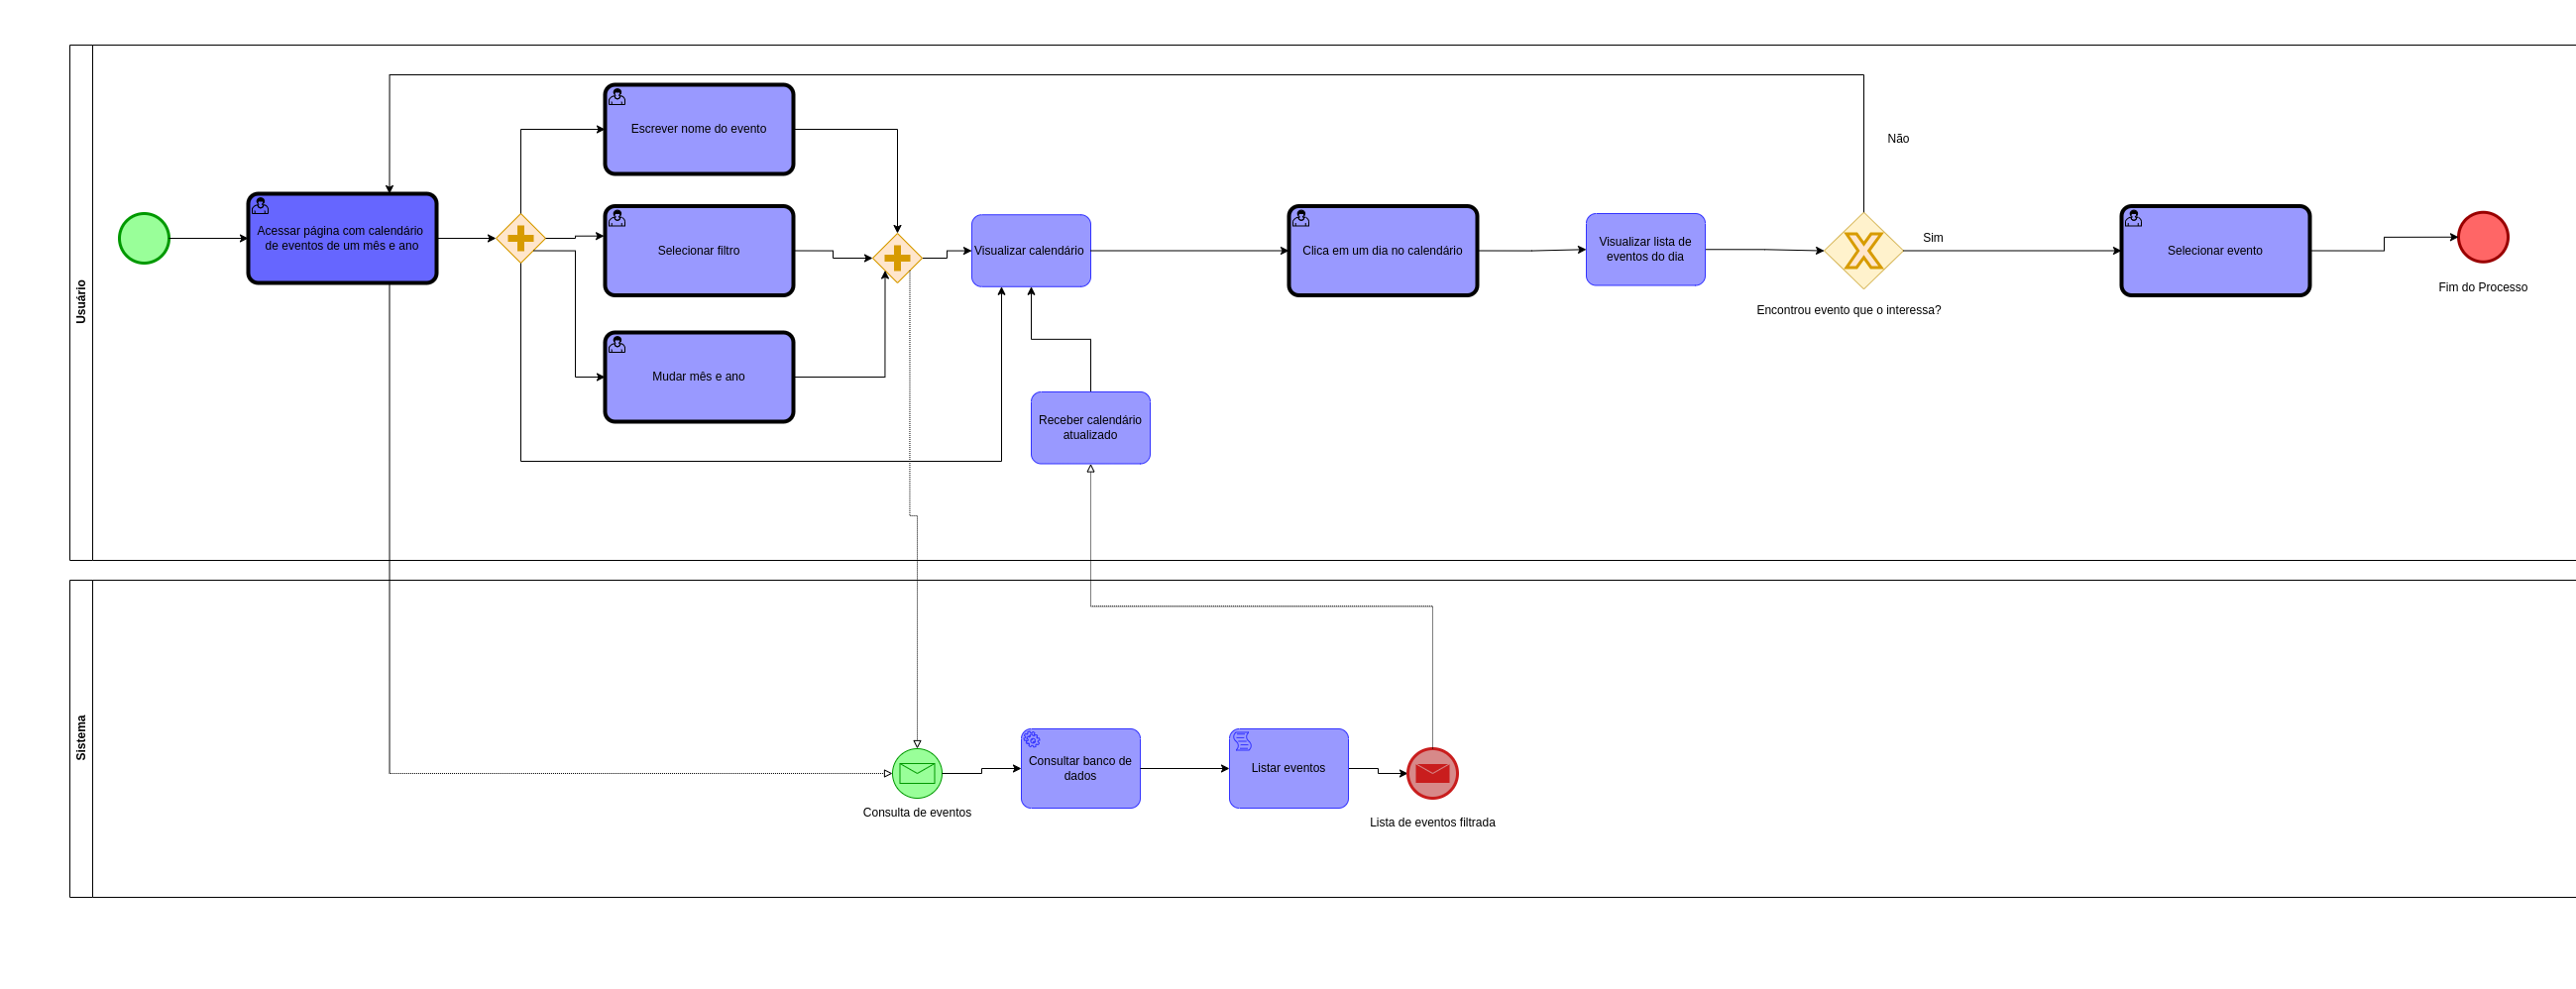 Usuário
Acessar página com calendário
de eventos de um mês e ano
Escrever nome do evento
Selecionar filtro
Mudar mês e ano
Visualizar calendário
Receber calendário
atualizado
Clica em um dia no calendário
Visualizar lista de
eventos do dia
Não
Sim
Encontrou evento que o interessa?
Selecionar evento
Fim do Processo
Sistema
Consulta de eventos
Consultar banco de
dados
Listar eventos
Lista de eventos filtrada